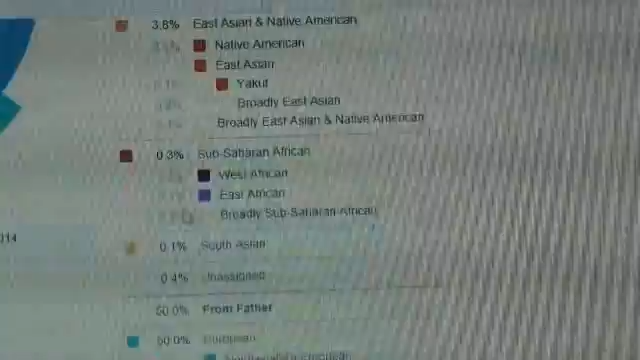 3.8% East Asian & Native American
Native American
East Asian
Yakut
Broadly East Asian
Broadly East Asian & Native American
0.3% Sub-Saharan African
West African
East African
Broadly Sub-Saharan African
014
0.1% South Asian
0.4% Unassigned
50.0% From Father
50.0% European